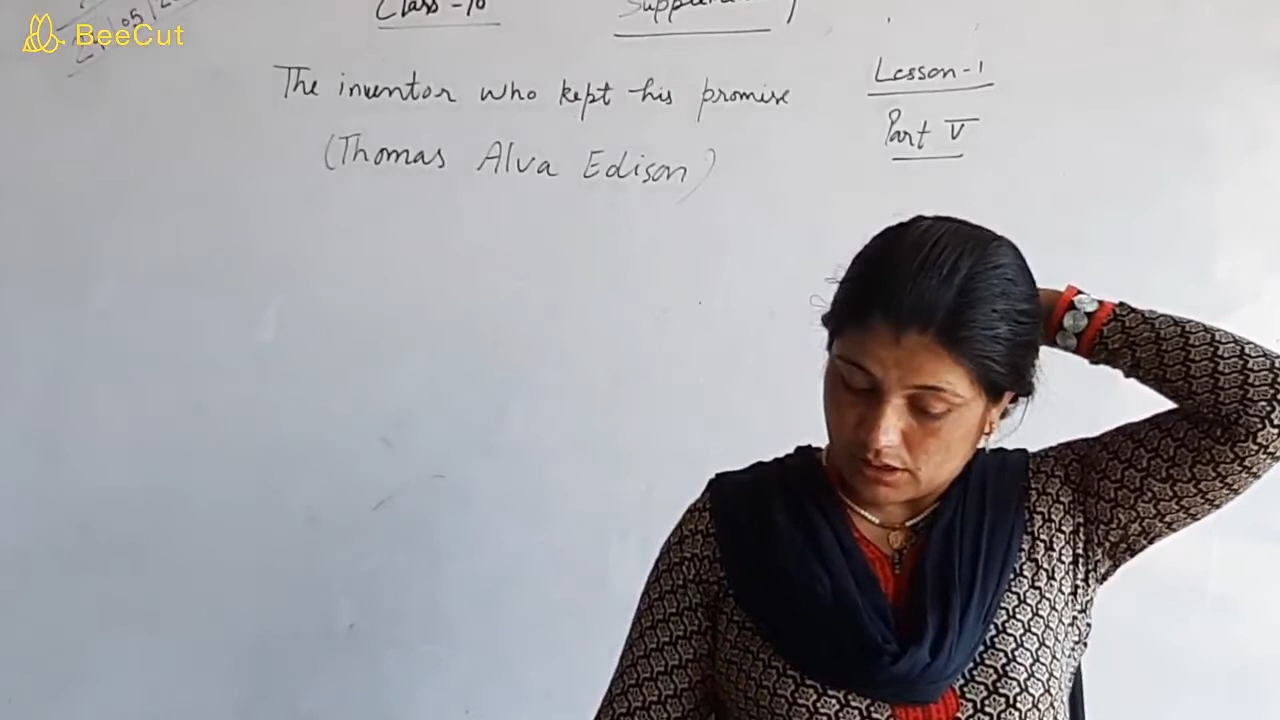 BeeCut
Class-10
The inventor who kept his promise
(Thomas Alva Edison)
Lesson-1
Part V